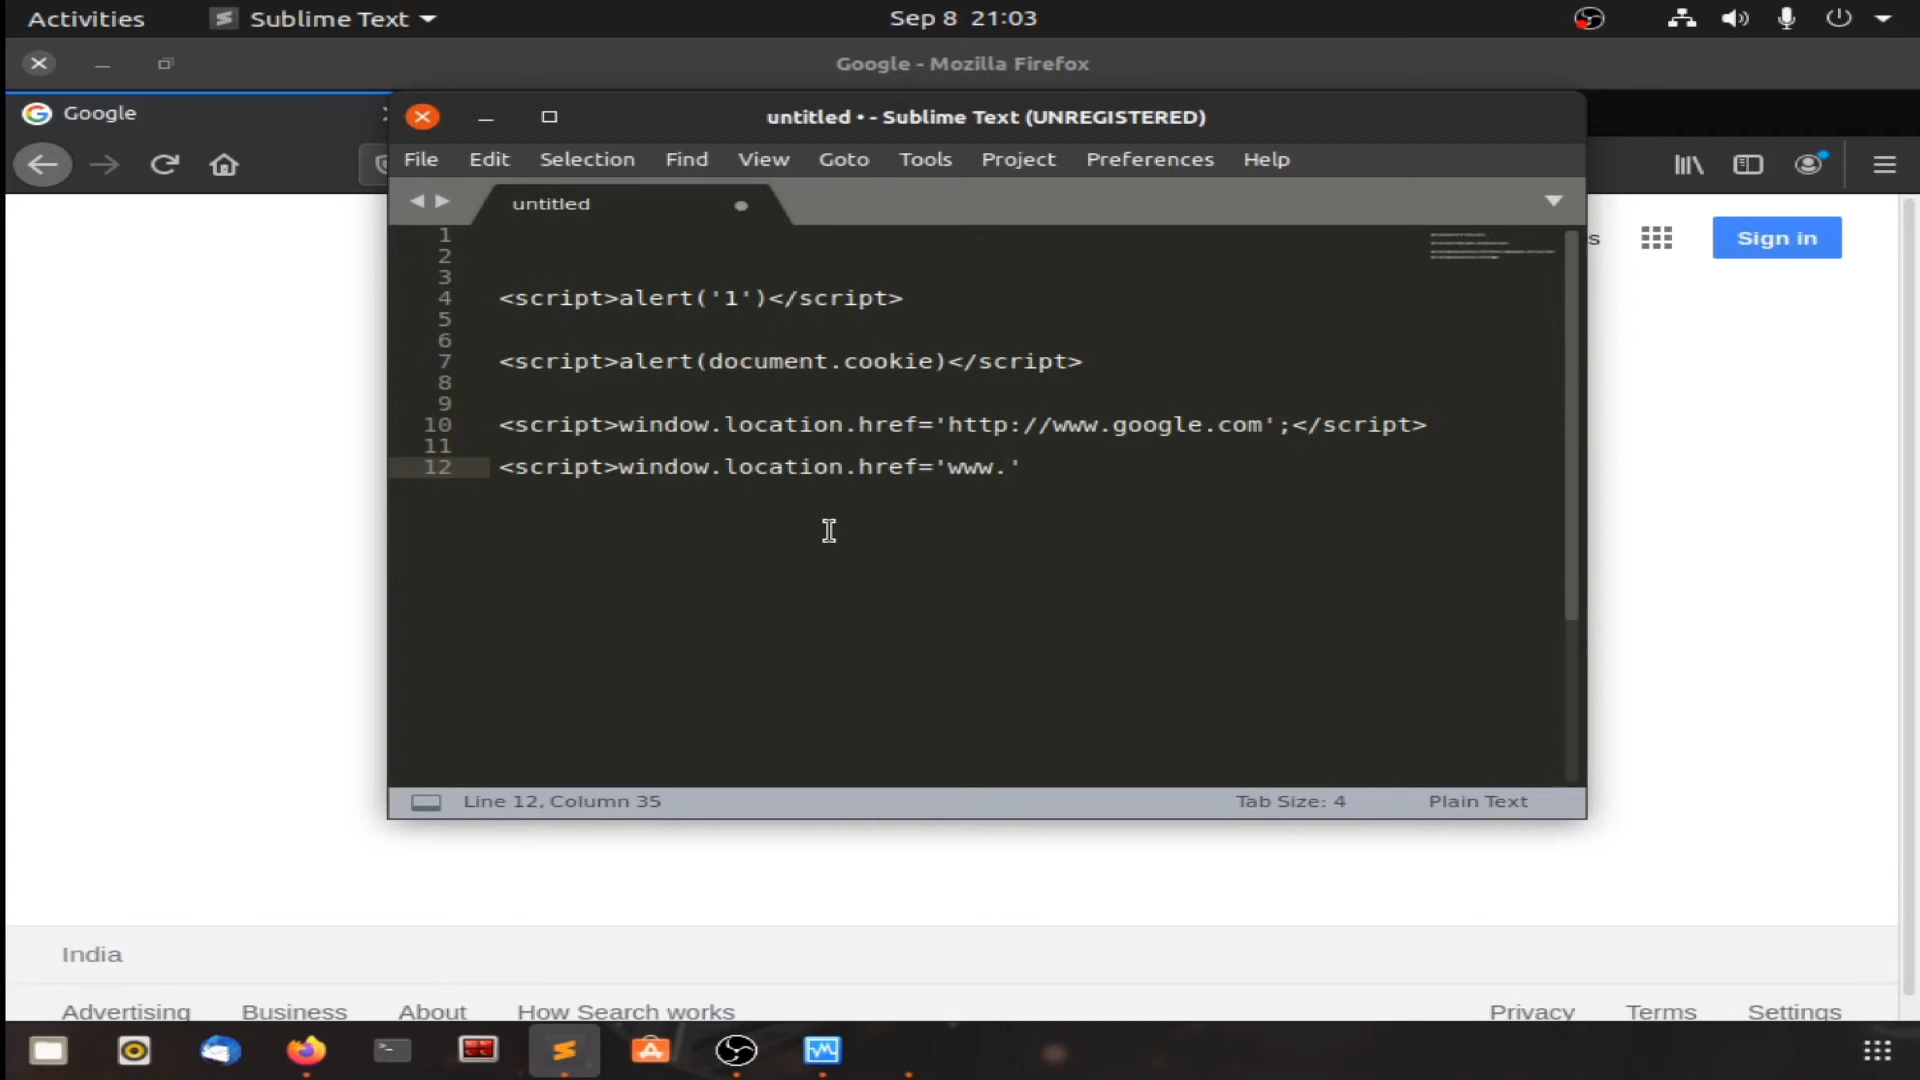 Activities Sublime Text Sep 8 21:03
Google - Mozilla Firefox
Google
untitled • - Sublime Text (UNREGISTERED)
File Edit Selection Find View Goto Tools Project Preferences Help
untitled
s Sign in
1
2
3
4 <script>alert('1')</script>
5
6
7 <script>alert(document.cookie)</script>
8
9
10 <script>window.location.href='http://www.google.com';</script>
11
12 <script>window.location.href='www.'
Line 12, Column 35 Tab Size: 4 Plain Text
India
Advertising Business About How Search works Privacy Terms Settings